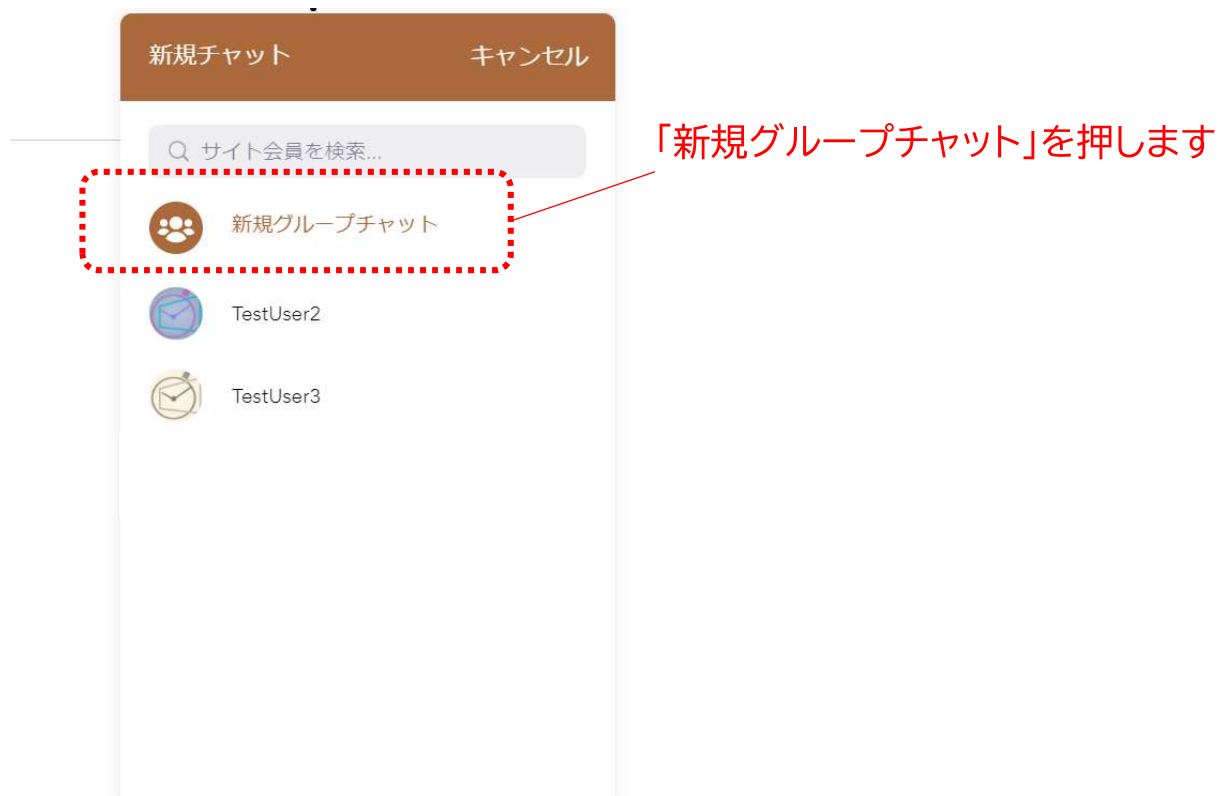 新規チャット キャンセル
サイト会員を検索...
「新規グループチャット」を押します
新規グループチャット
TestUser2
TestUser3